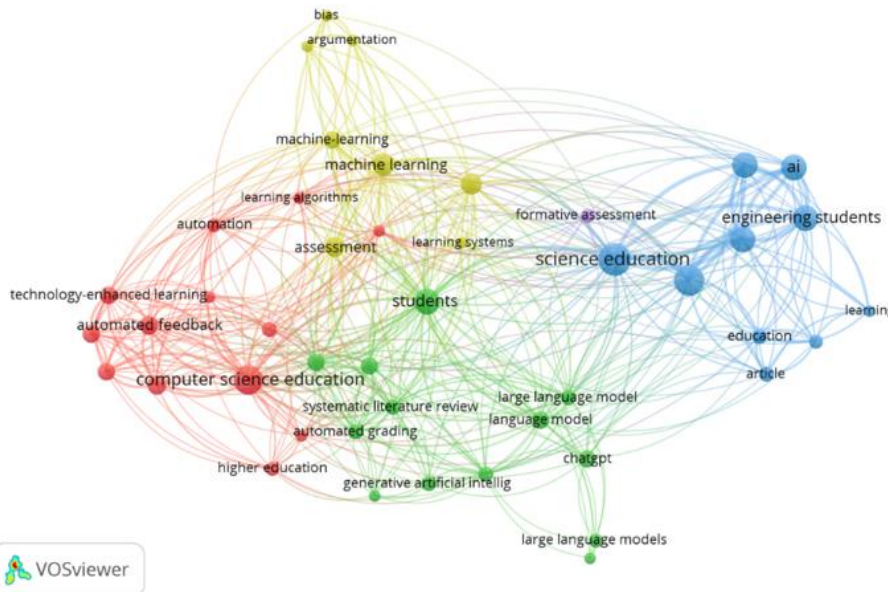 bias
argumentation
machine-learning
machine learning
ai
learning algorithms
formative assessment
engineering students
automation
assessment
learning systems
science education
technology-enhanced learning
students
learning
automated feedback
education
article
computer science education
large language model
systematic literature review
language model
automated grading
chatgpt
higher education
generative artificial intellig
large language models
VOSviewer